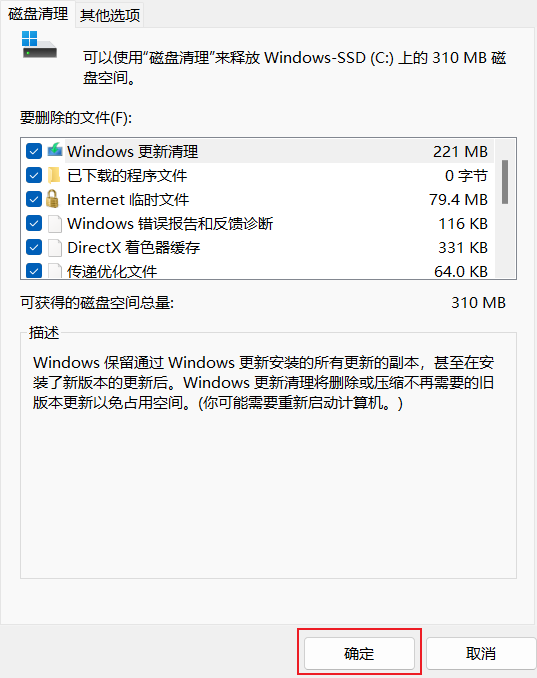 磁盘清理 其他选项
可以使用“磁盘清理”来释放 Windows-SSD (C:) 上的 310 MB 磁
盘空间。
要删除的文件(F):
Windows 更新清理 221 MB
已下载的程序文件 0 字节
Internet 临时文件 79.4 MB
Windows 错误报告和反馈诊断 116 KB
DirectX 着色器缓存 331 KB
传递优化文件 64.0 KB
可获得的磁盘空间总量: 310 MB
描述
Windows 保留通过 Windows 更新安装的所有更新的副本，甚至在安
装了新版本的更新后。Windows 更新清理将删除或压缩不再需要的旧
版本更新以免占用空间。(你可能需要重新启动计算机。)
确定 取消